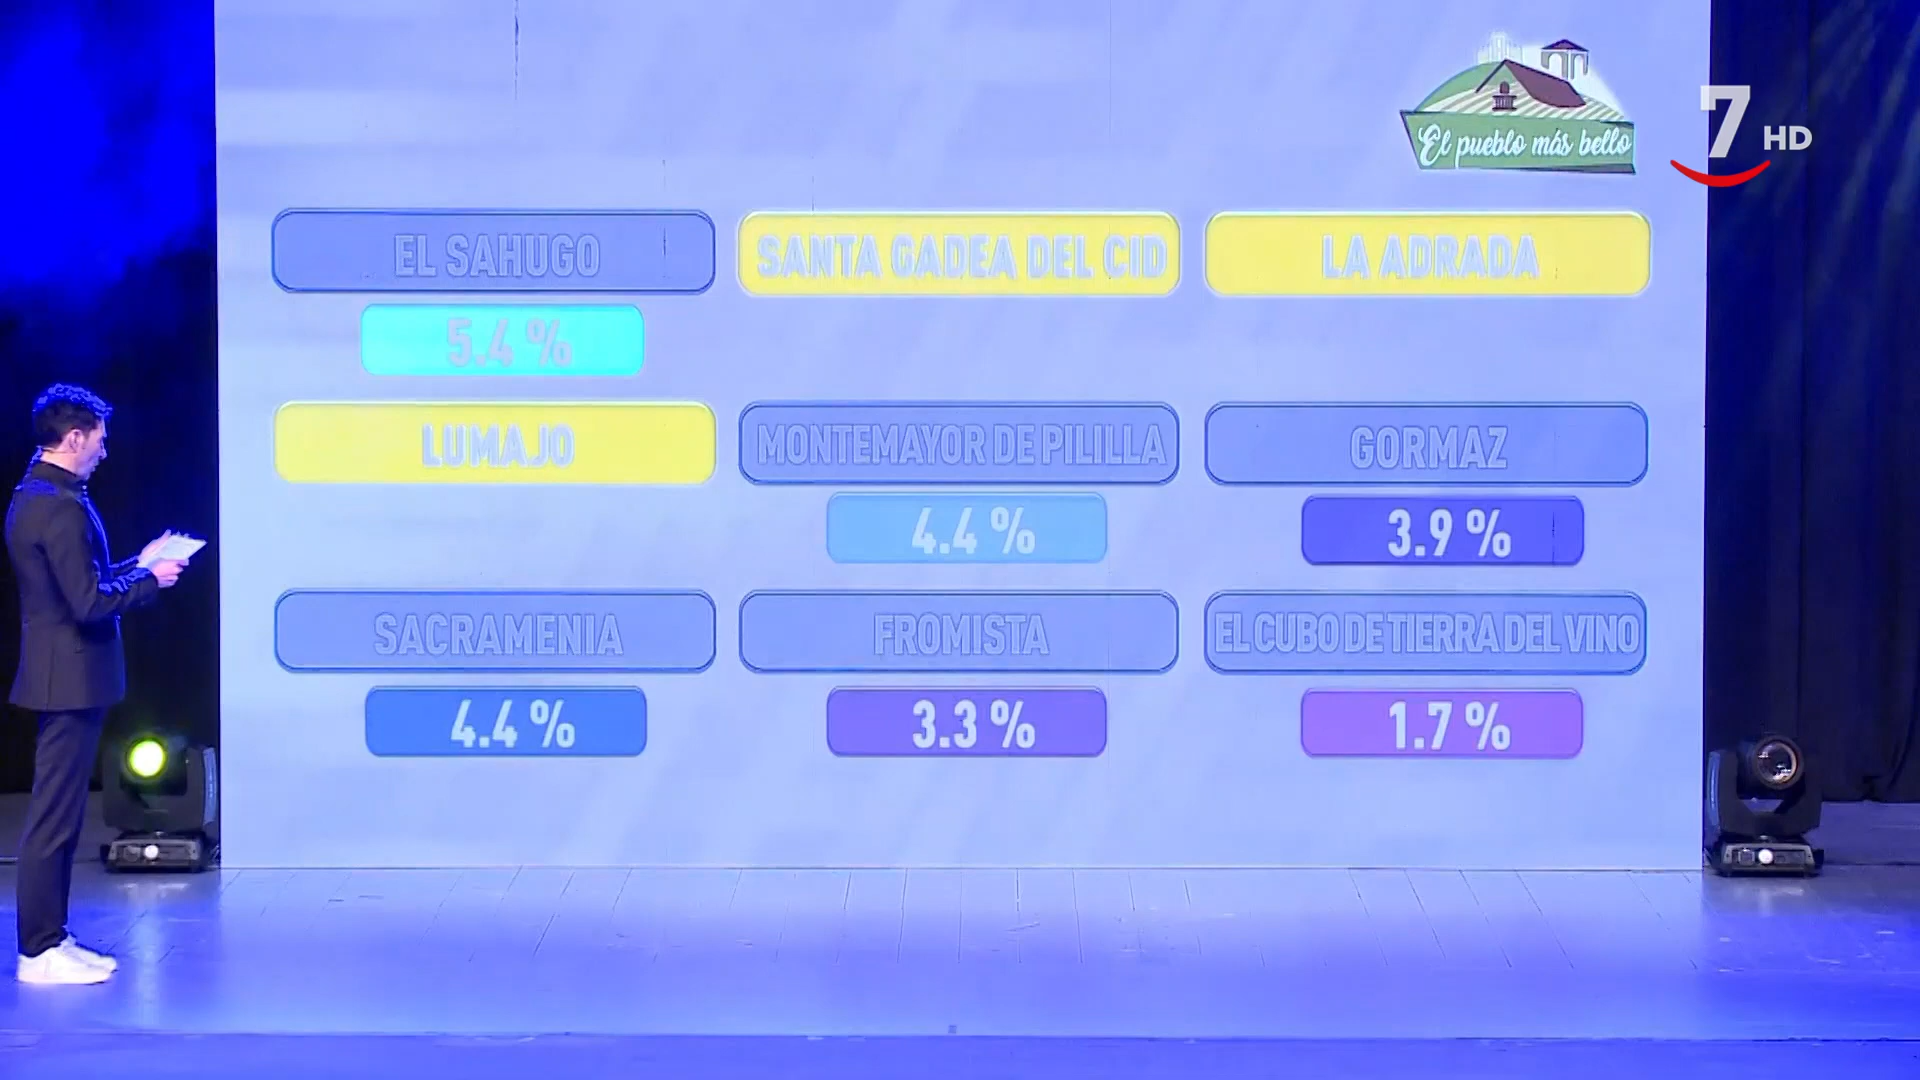 El pueblo más bello
7 HD
EL SAHUGO
SANTA GADEA DEL CID
LA ADRADA
5.4 %
LUMAJO
MONTEMAYOR DE PILILLA
GORMAZ
4.4 %
3.9 %
SACRAMENIA
FROMISTA
EL CUBO DE TIERRA DEL VINO
4.4 %
3.3 %
1.7 %